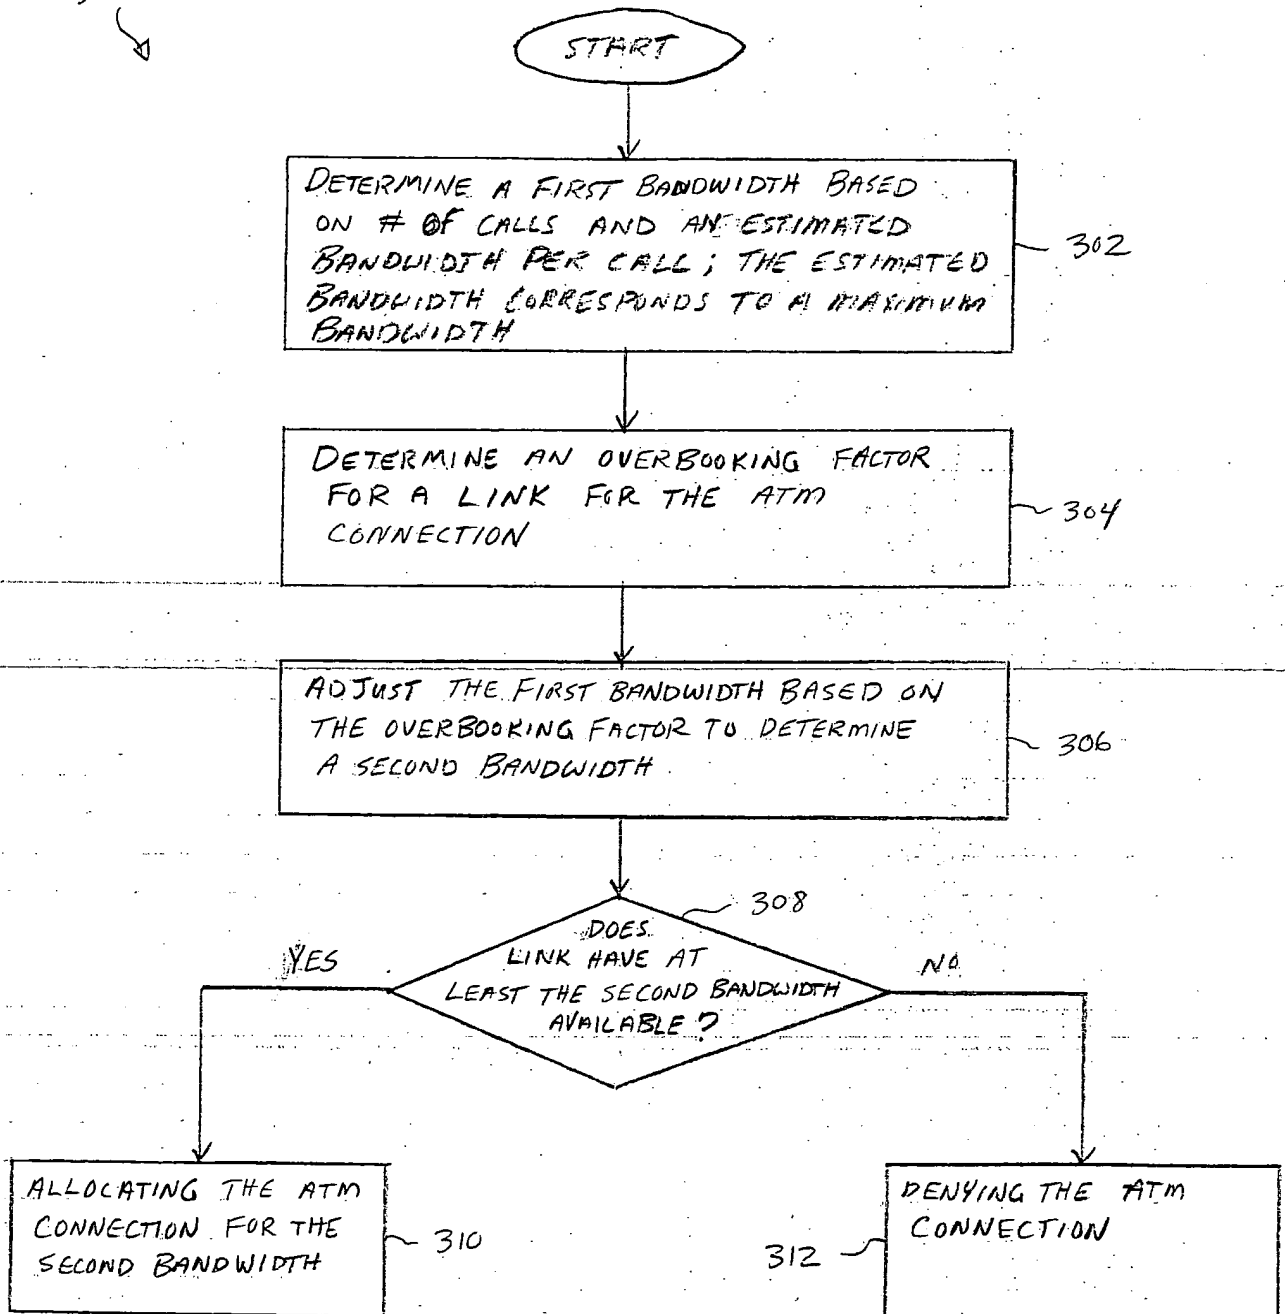 START
DETERMINE A FIRST BANDWIDTH BASED
ON # OF CALLS AND AN ESTIMATED
BANDWIDTH PER CALL; THE ESTIMATED
BANDWIDTH CORRESPONDS TO A MAXIMUM
BANDWIDTH
302
DETERMINE AN OVERBOOKING FACTOR
FOR A LINK FOR THE ATM
CONNECTION
304
ADJUST THE FIRST BANDWIDTH BASED ON
THE OVERBOOKING FACTOR TO DETERMINE
A SECOND BANDWIDTH
306
308
DOES
LINK HAVE AT
LEAST THE SECOND BANDWIDTH
AVAILABLE?
YES
NO
ALLOCATING THE ATM
CONNECTION FOR THE
SECOND BANDWIDTH
310
DENYING THE ATM
CONNECTION
312